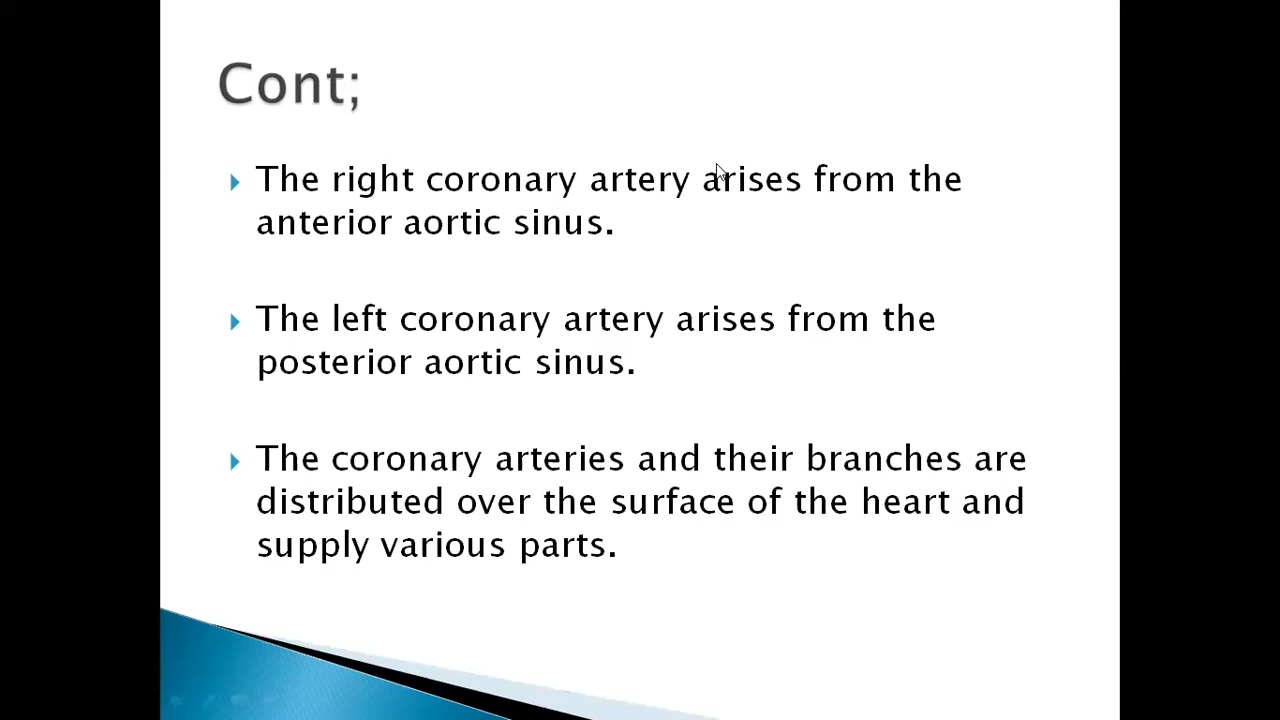 Cont;
The right coronary artery arises from the
anterior aortic sinus.
The left coronary artery arises from the
posterior aortic sinus.
The coronary arteries and their branches are
distributed over the surface of the heart and
supply various parts.